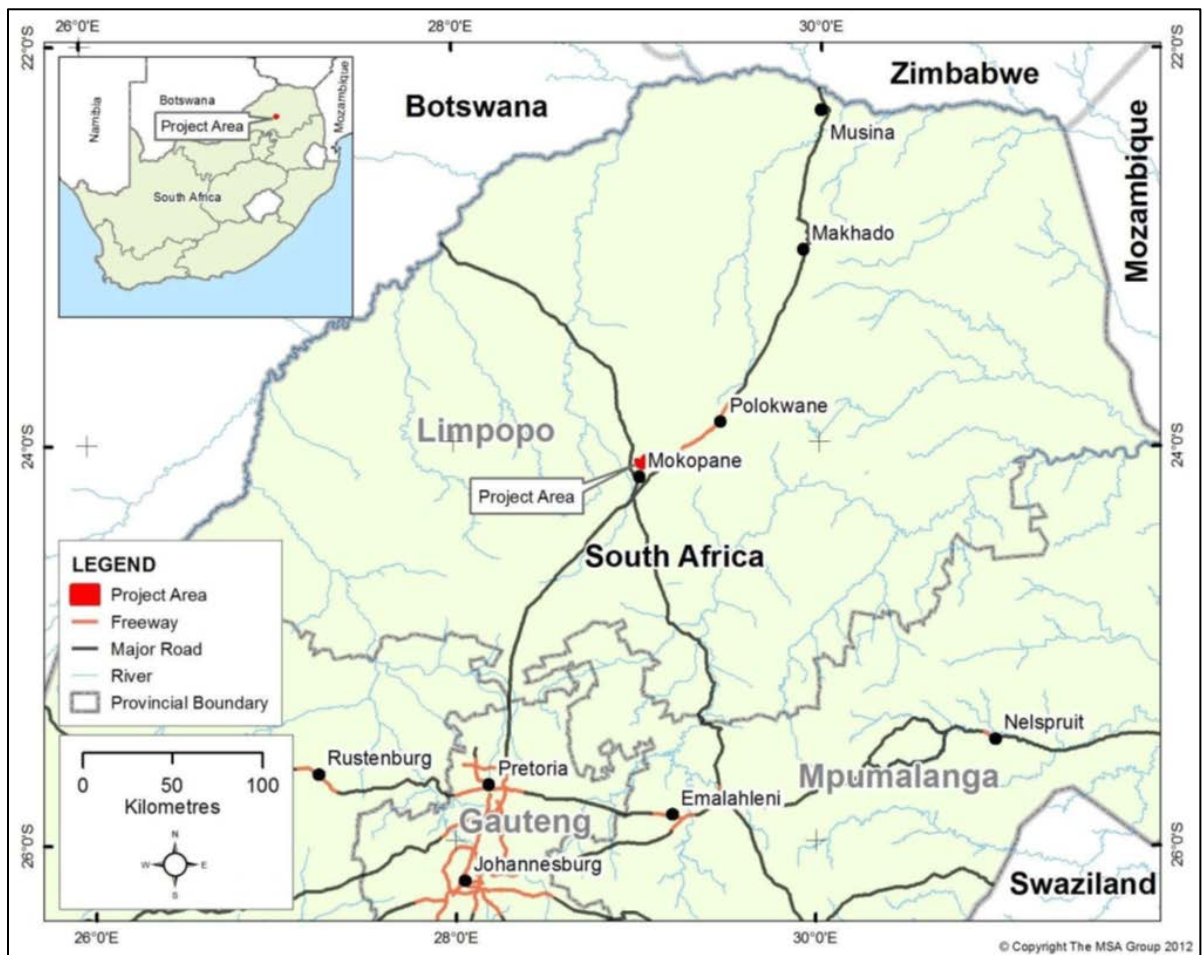 26°0'E
28°0'E
30°0'E
22°0'S
22°0'S
Zimbabwe
Botswana
Mozambique
Musina
Makhado
Namibia
Botswana
Mozambique
Project Area
South Africa
Polokwane
Limpopo
24°0'S
24°0'S
Mokopane
Project Area
South Africa
LEGEND
Project Area
Freeway
Major Road
River
Provincial Boundary
Nelspruit
Rustenburg
Pretoria
Mpumalanga
Emalahleni
0 50 100
Kilometres
N
W E
S
Gauteng
26°0'S
26°0'S
Johannesburg
Swaziland
26°0'E
28°0'E
30°0'E
© Copyright The MSA Group 2012